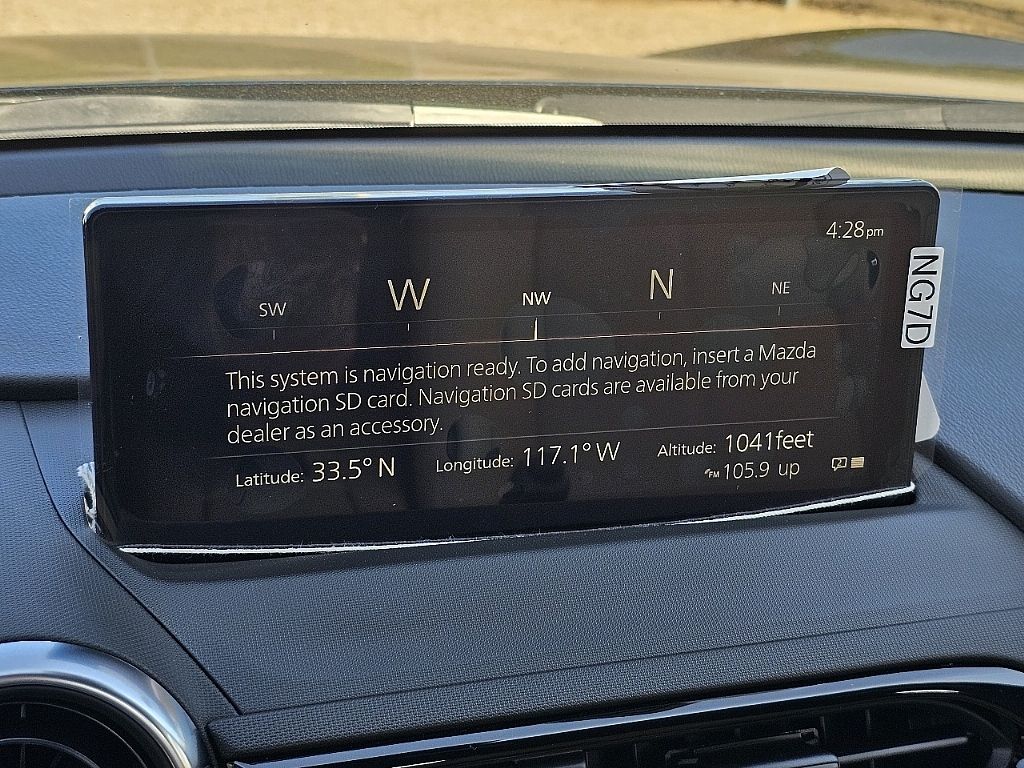 4:28pm
SW W NW N NE
This system is navigation ready. To add navigation, insert a Mazda
navigation SD card. Navigation SD cards are available from your
dealer as an accessory.
Latitude: 33.5° N Longitude: 117.1° W Altitude: 1041feet
FM 105.9 up
NG7D